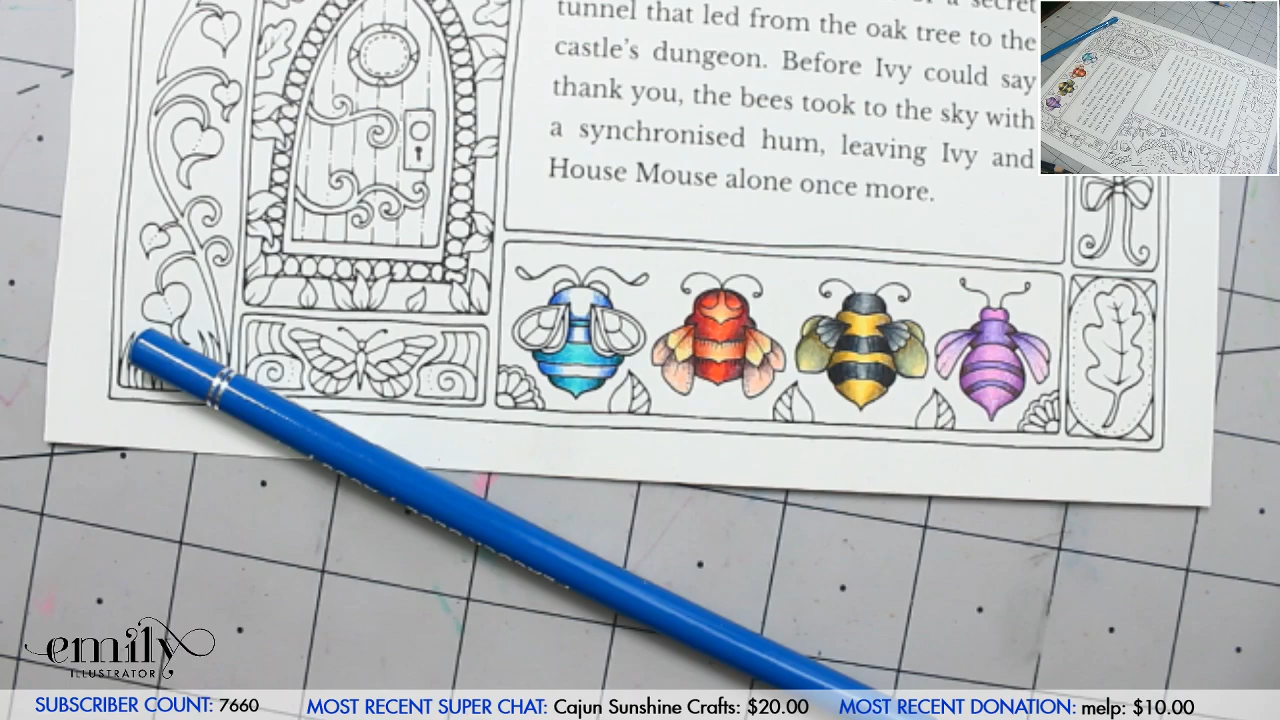 secret
tunnel that led from the oak tree to the
castle's dungeon. Before Ivy could say
thank you, the bees took to the sky with
a synchronised hum, leaving Ivy and
House Mouse alone once more.
emily
ILLUSTRATOR
SUBSCRIBER COUNT: 7660
MOST RECENT SUPER CHAT: Cajun Sunshine Crafts: $20.00
MOST RECENT DONATION: melp: $10.00